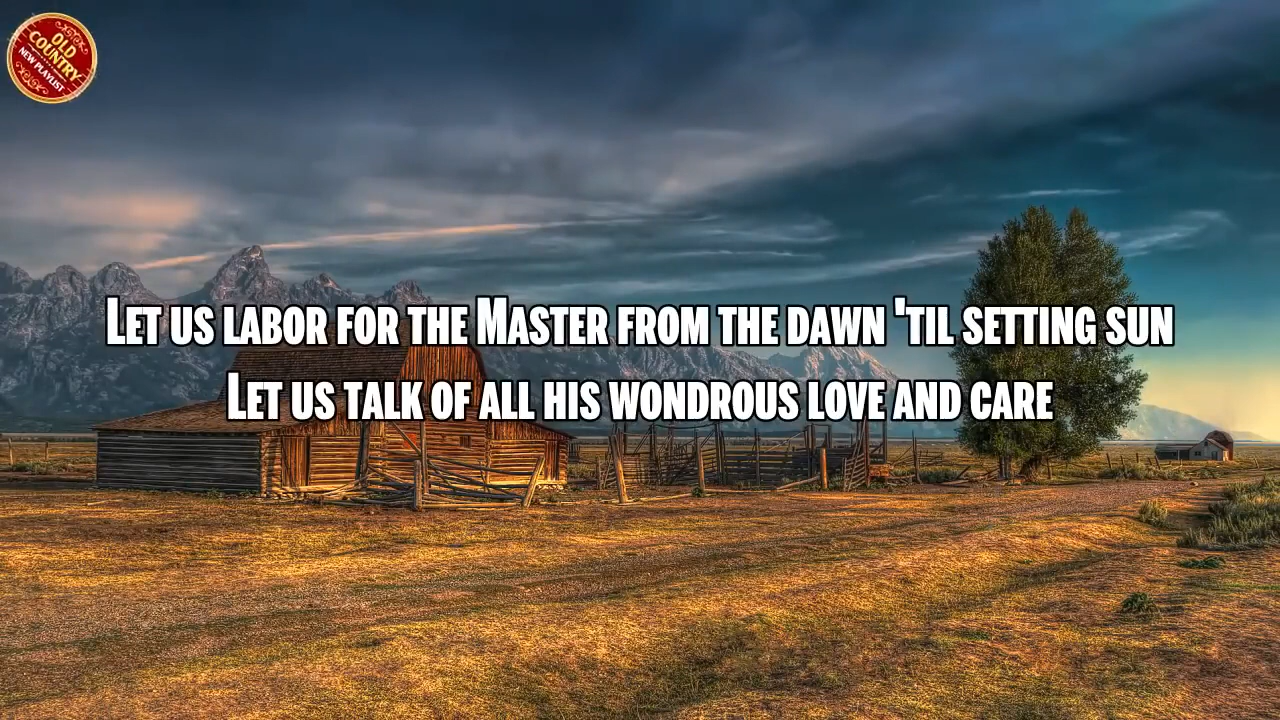 OLD
COUNTRY
NEW PLAYLIST
Let us labor for the Master from the dawn 'til setting sun
Let us talk of all his wondrous love and care